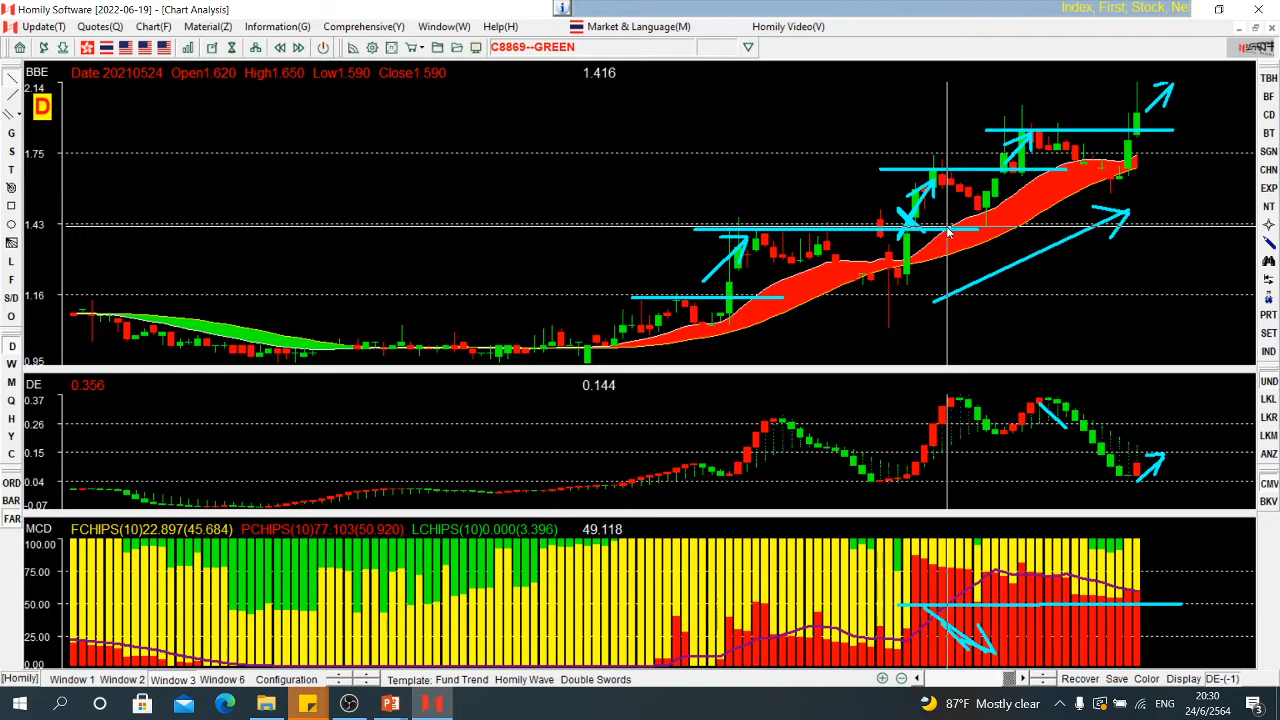 Homily Software [2022-06-19] - [Chart Analysis]
Index, First; Stock, Ne
Update(T) Quotes(Q) Chart(F) Material(Z) Information(G) Comprehensive(Y) Window(W) Help(H) Market & Language(M) Homily Video(V)
C8869--GREEN
BBE Date 20210524 Open1.620 High1.650 Low1.590 Close1.590 1.416
2.14
D
1.75
1.43
1.16
0.95
DE 0.356 0.144
0.37
0.26
0.15
0.04
-0.07
MCD FCHIPS(10)22.897(45.684) PCHIPS(10)77.103(50.920) LCHIPS(10)0.000(3.396) 49.118
100.00
75.00
50.00
25.00
0.00
G
S
T
L
F
S/D
O
D
W
M
Q
H
Y
C
ORD
BAR
FAR
TBH
BF
CD
BT
SGN
CHN
EXP
NT
PRT
SET
IND
UND
LKL
LKR
LKM
ANZ
CMV
BKV
[Homily] Window 1 Window 2 Window 3 Window 6 Configuration Template: Fund Trend Homily Wave Double Swords Recover Save Color Display DE-(-1)
87°F Mostly clear
20:30
24/6/2564
3